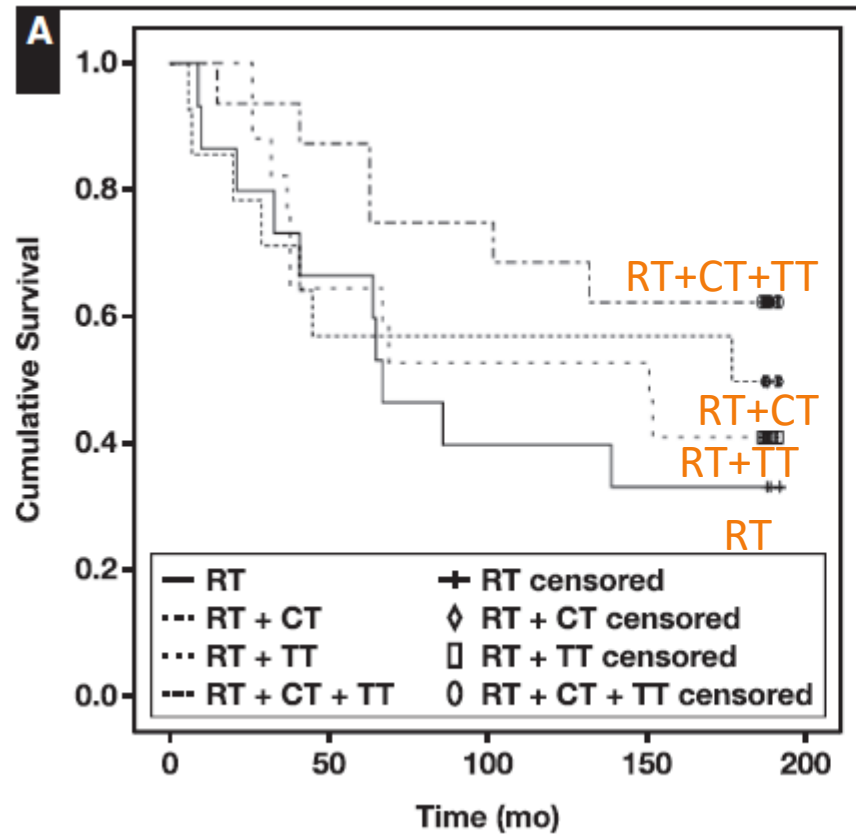 A
1.0
0.8
0.6
0.4
0.2
0.0
Cumulative Survival
RT+CT+TT
RT+CT
RT+TT
RT
RT
RT + CT
RT + TT
RT + CT + TT
RT censored
RT + CT censored
RT + TT censored
RT + CT + TT censored
0 50 100 150 200
Time (mo)